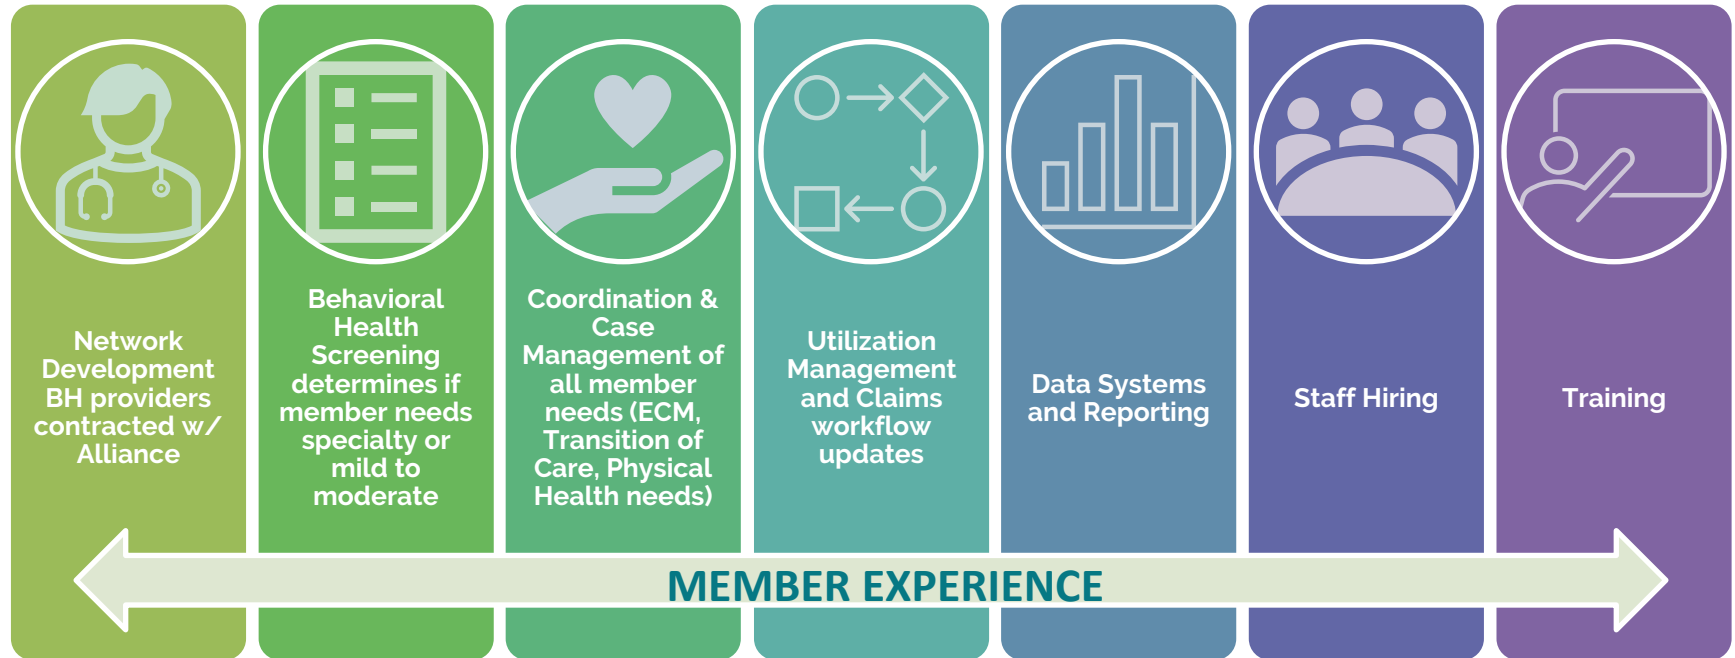 Network
Development
BH providers
contracted w/
Alliance
Behavioral
Health
Screening
determines if
member needs
specialty or
mild to
moderate
Coordination &
Case
Management of
all member
needs (ECM,
Transition of
Care, Physical
Health needs)
Utilization
Management
and Claims
workflow
updates
Data Systems
and Reporting
Staff Hiring
Training
MEMBER EXPERIENCE